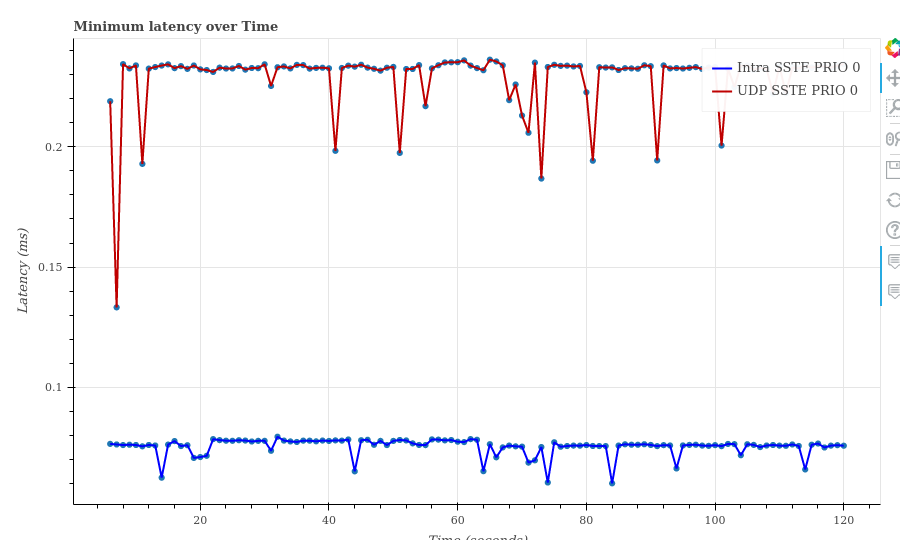 Minimum latency over Time
Intra SSTE PRIO 0
UDP SSTE PRIO 0
0.2
0.15
0.1
Latency (ms)
20
40
60
80
100
120
Time (seconds)